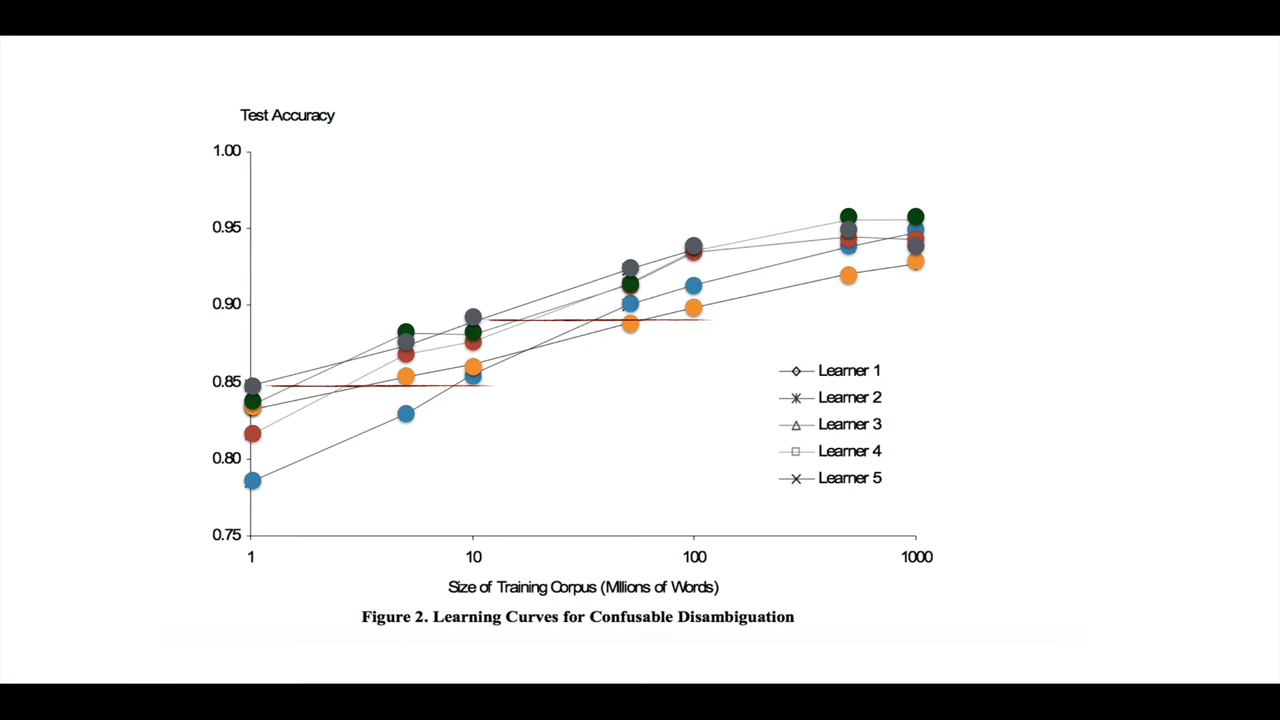 Test Accuracy
1.00
0.95
0.90
0.85
0.80
0.75
1 10 100 1000
Learner 1
Learner 2
Learner 3
Learner 4
Learner 5
Size of Training Corpus (Millions of Words)
Figure 2. Learning Curves for Confusable Disambiguation